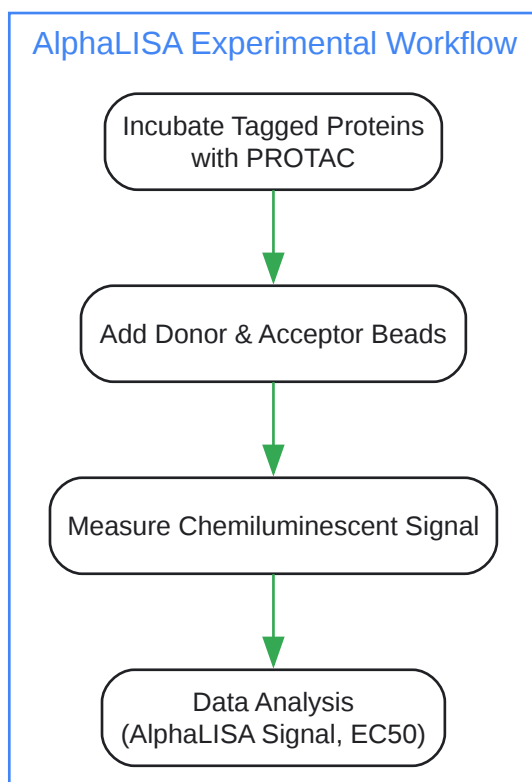 AlphaLISA Experimental Workflow
Incubate Tagged Proteins
with PROTAC
Add Donor & Acceptor Beads
Measure Chemiluminescent Signal
Data Analysis
(AlphaLISA Signal, EC50)